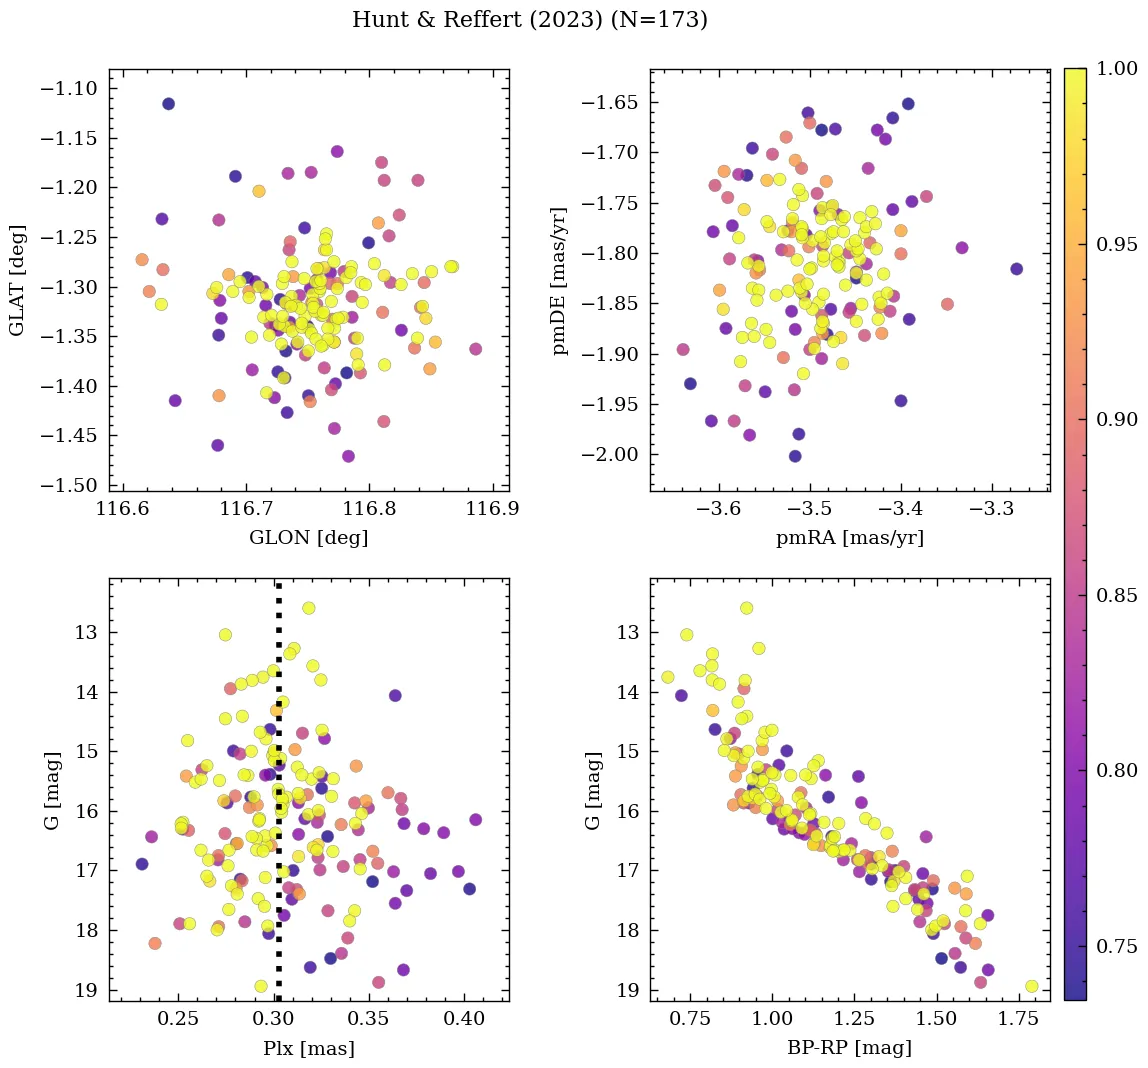 Hunt & Reffert (2023) (N=173)
−1.10
−1.15
−1.20
−1.25
−1.30
−1.35
−1.40
−1.45
−1.50
GLAT [deg]
116.6 116.7 116.8 116.9
GLON [deg]
−1.65
−1.70
−1.75
−1.80
−1.85
−1.90
−1.95
−2.00
pmDE [mas/yr]
−3.6 −3.5 −3.4 −3.3
pmRA [mas/yr]
13
14
15
16
17
18
19
G [mag]
0.25 0.30 0.35 0.40
Plx [mas]
13
14
15
16
17
18
19
G [mag]
0.75 1.00 1.25 1.50 1.75
BP-RP [mag]
1.00
0.95
0.90
0.85
0.80
0.75